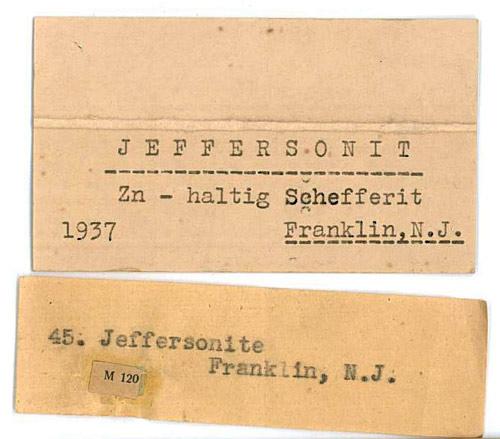 JEFFERSONIT
Zn - haltig Schefferit
1937 Franklin, N.J.
45. Jeffersonite
Franklin, N.J.
M 120